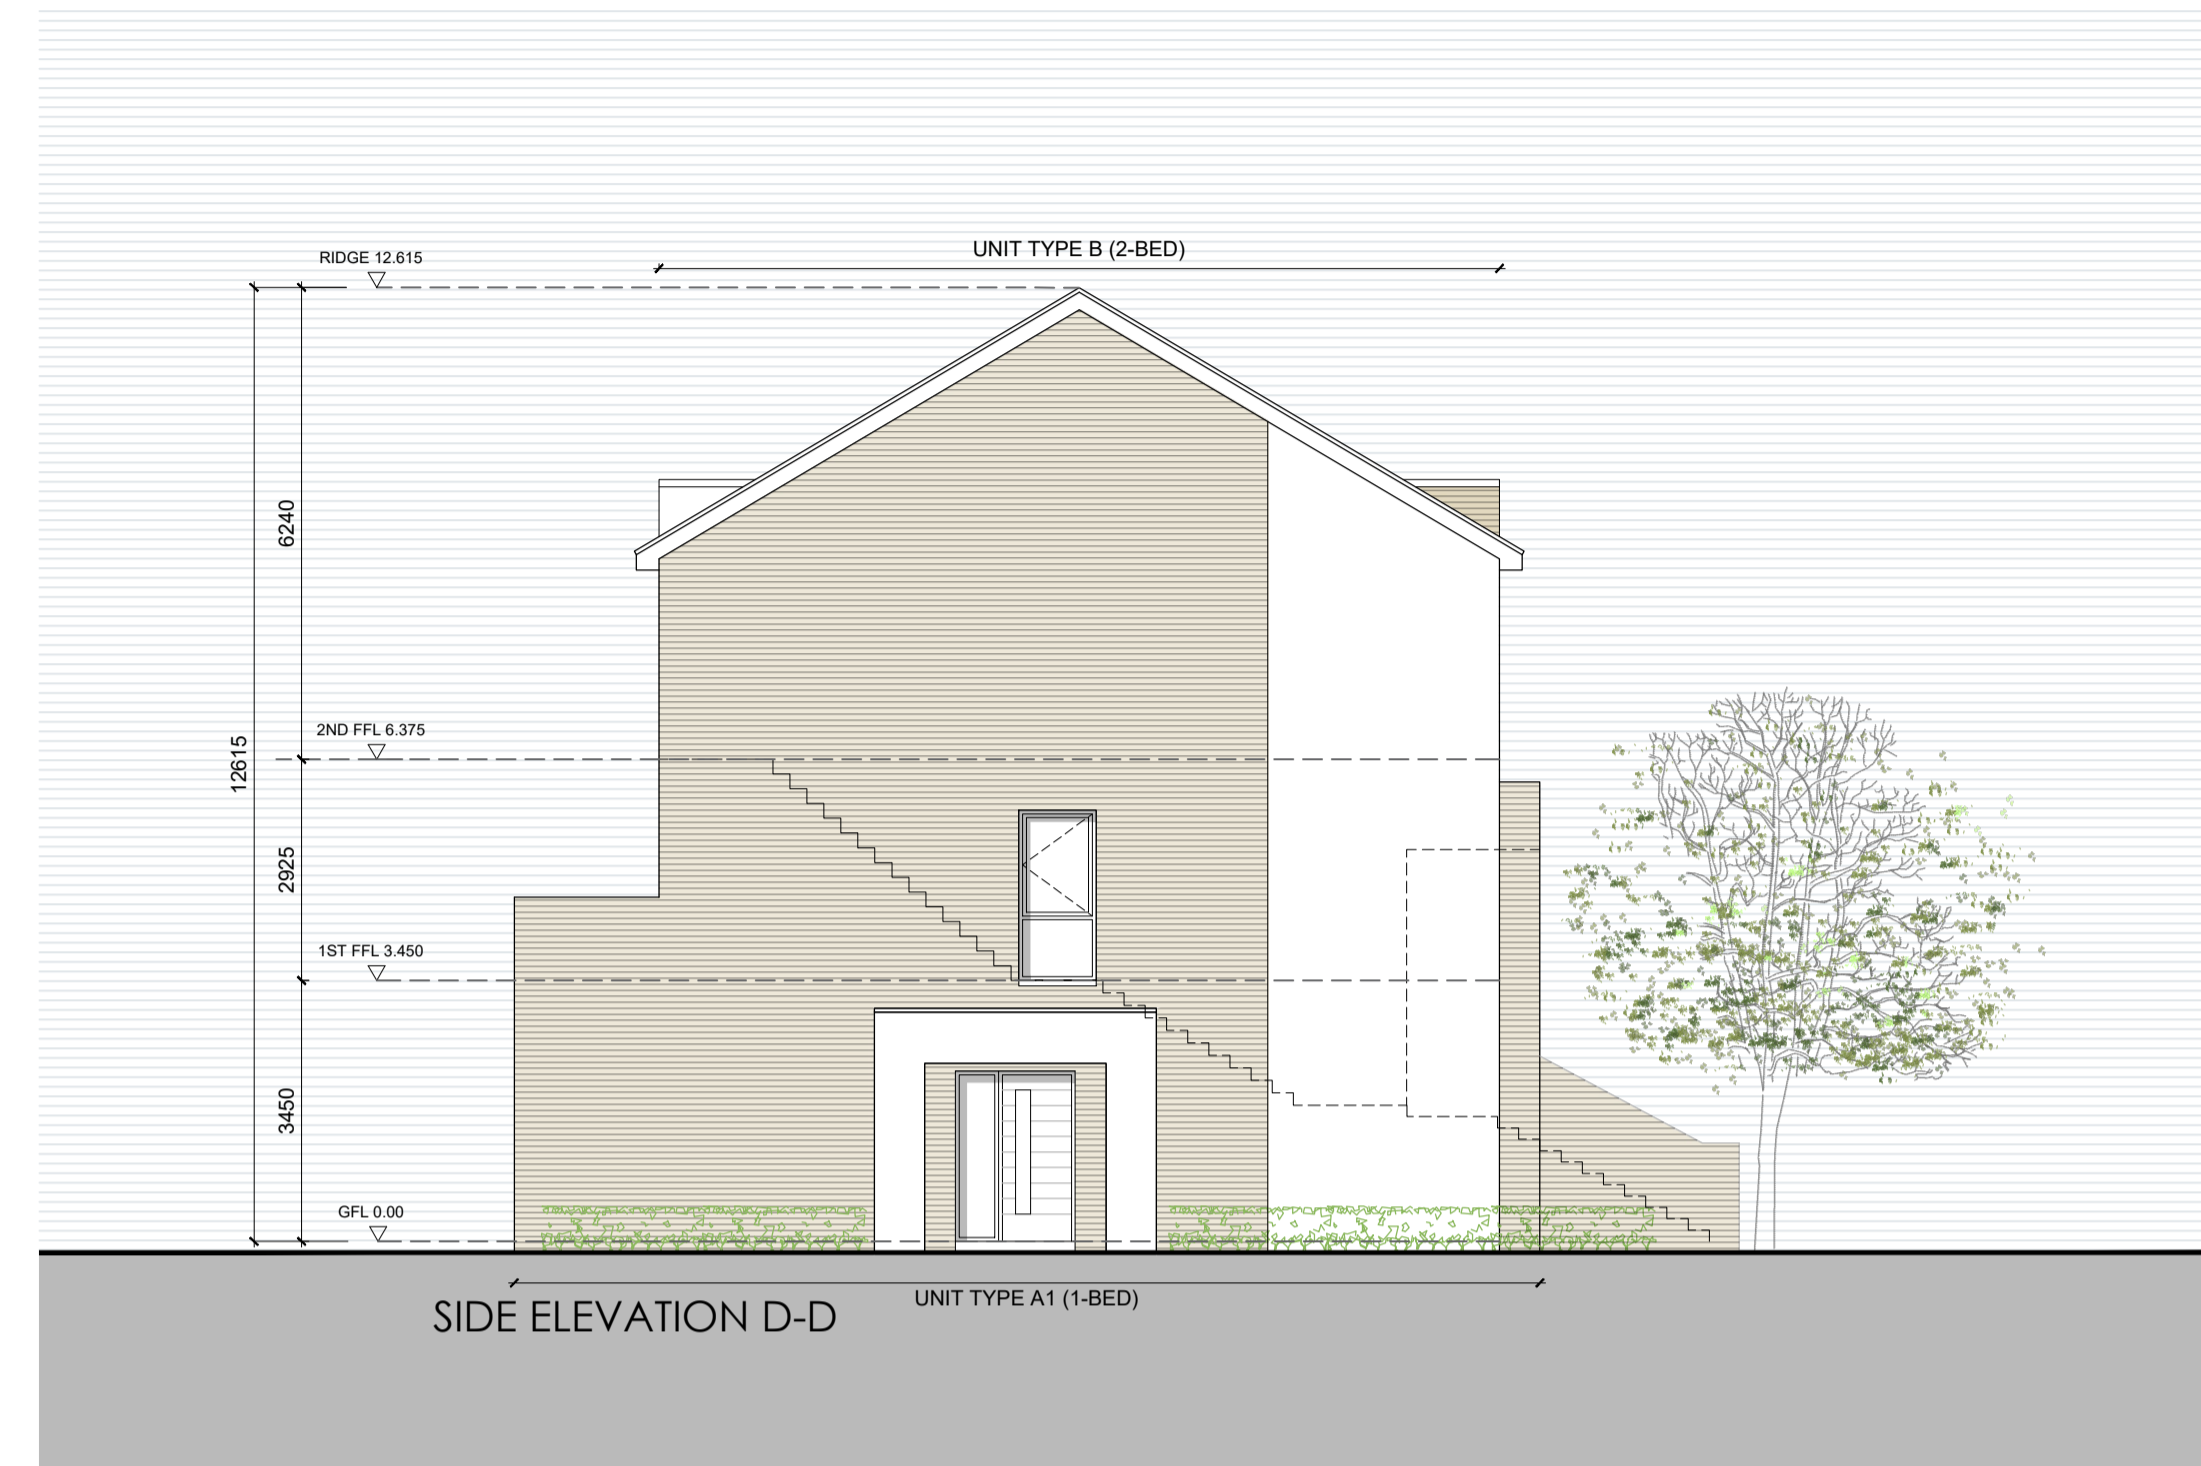 UNIT TYPE B (2-BED)
RIDGE 12.615
6240
2ND FFL 6.375
12615
2925
1ST FFL 3.450
3450
GFL 0.00
UNIT TYPE A1 (1-BED)
SIDE ELEVATION D-D